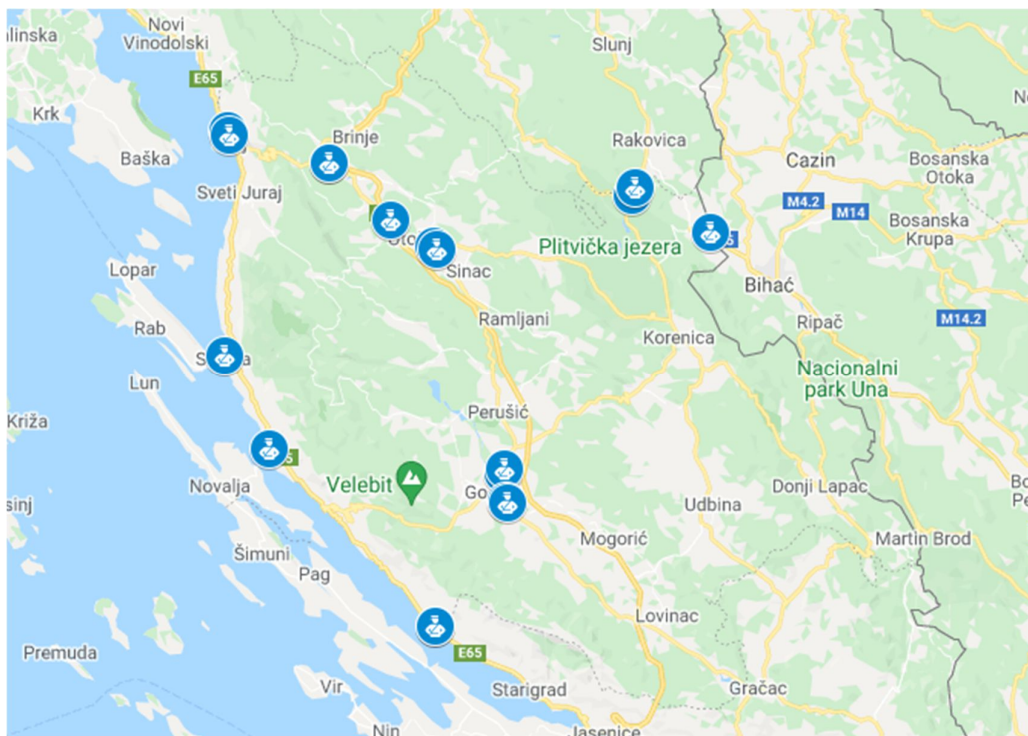 Novi
Vinodolski
Slunj
E65
Krk
Brinje
Rakovica
Cazin
Bosanska
Otoka
Baška
Sveti Juraj
M4.2
M14
Bosanska
Krupa
Plitvička jezera
Lopar
Sinac
Bihać
Rab
Ramljani
Ripač
M14.2
Korenica
Nacionalni
park Una
Lun
Križa
Perušić
Velebit
Novalja
Donji Lapac
Udbina
Mogorić
Martin Brod
Šimuni
Pag
Lovinac
Premuda
E65
Vir
Starigrad
Gračac
Nin
Jasenice